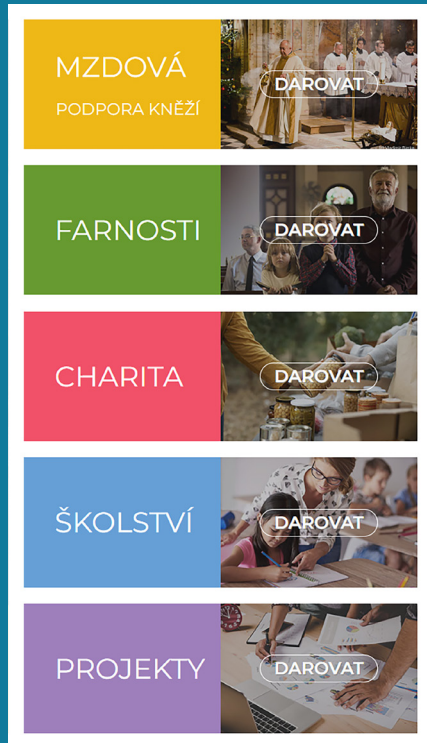 MZDOVÁ
PODPORA KNĚŽÍ
DAROVAT
FARNOSTI
DAROVAT
CHARITA
DAROVAT
ŠKOLSTVÍ
DAROVAT
PROJEKTY
DAROVAT